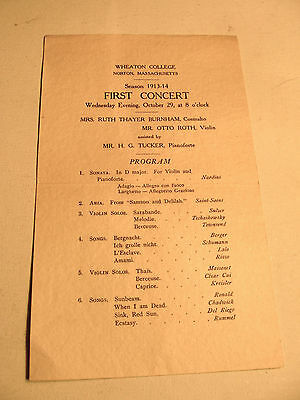 WHEATON COLLEGE
NORTON, MASSACHUSETTS
Season 1913-14
FIRST CONCERT
Wednesday Evening, October 29, at 8 o'clock
MRS. RUTH THAYER BURNHAM, Contralto
MR. OTTO ROTH, Violin
assisted by
MR. H. G. TUCKER, Pianoforte
PROGRAM
1. SONATA. In D major. For Violin and Pianoforte. Nardini
Adagio — Allegro con fuoco
Larghetto — Allegretto Grazioso
2. ARIA. From "Samson and Delilah." Saint-Saens
3. VIOLIN SOLOS. Sarabande. Sulzer
Melodie. Tschaikowsky
Berceuse. Townsend
4. SONGS. Bergnacht. Berger
Ich grolle nicht. Schumann
L'Esclave. Lalo
Amami. Ricco
5. VIOLIN SOLOS. Thais. Massenet
Berceuse. César Cui
Caprice. Kreisler
6. SONGS. Sunbeam. Ronald
When I am Dead. Chadwick
Sink, Red Sun. Del Riego
Ecstasy. Rummel